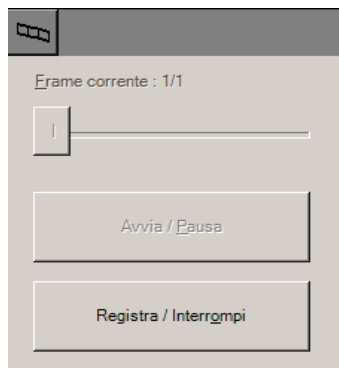 Frame corrente : 1/1
Avvia / Pausa
Registra / Interrompi